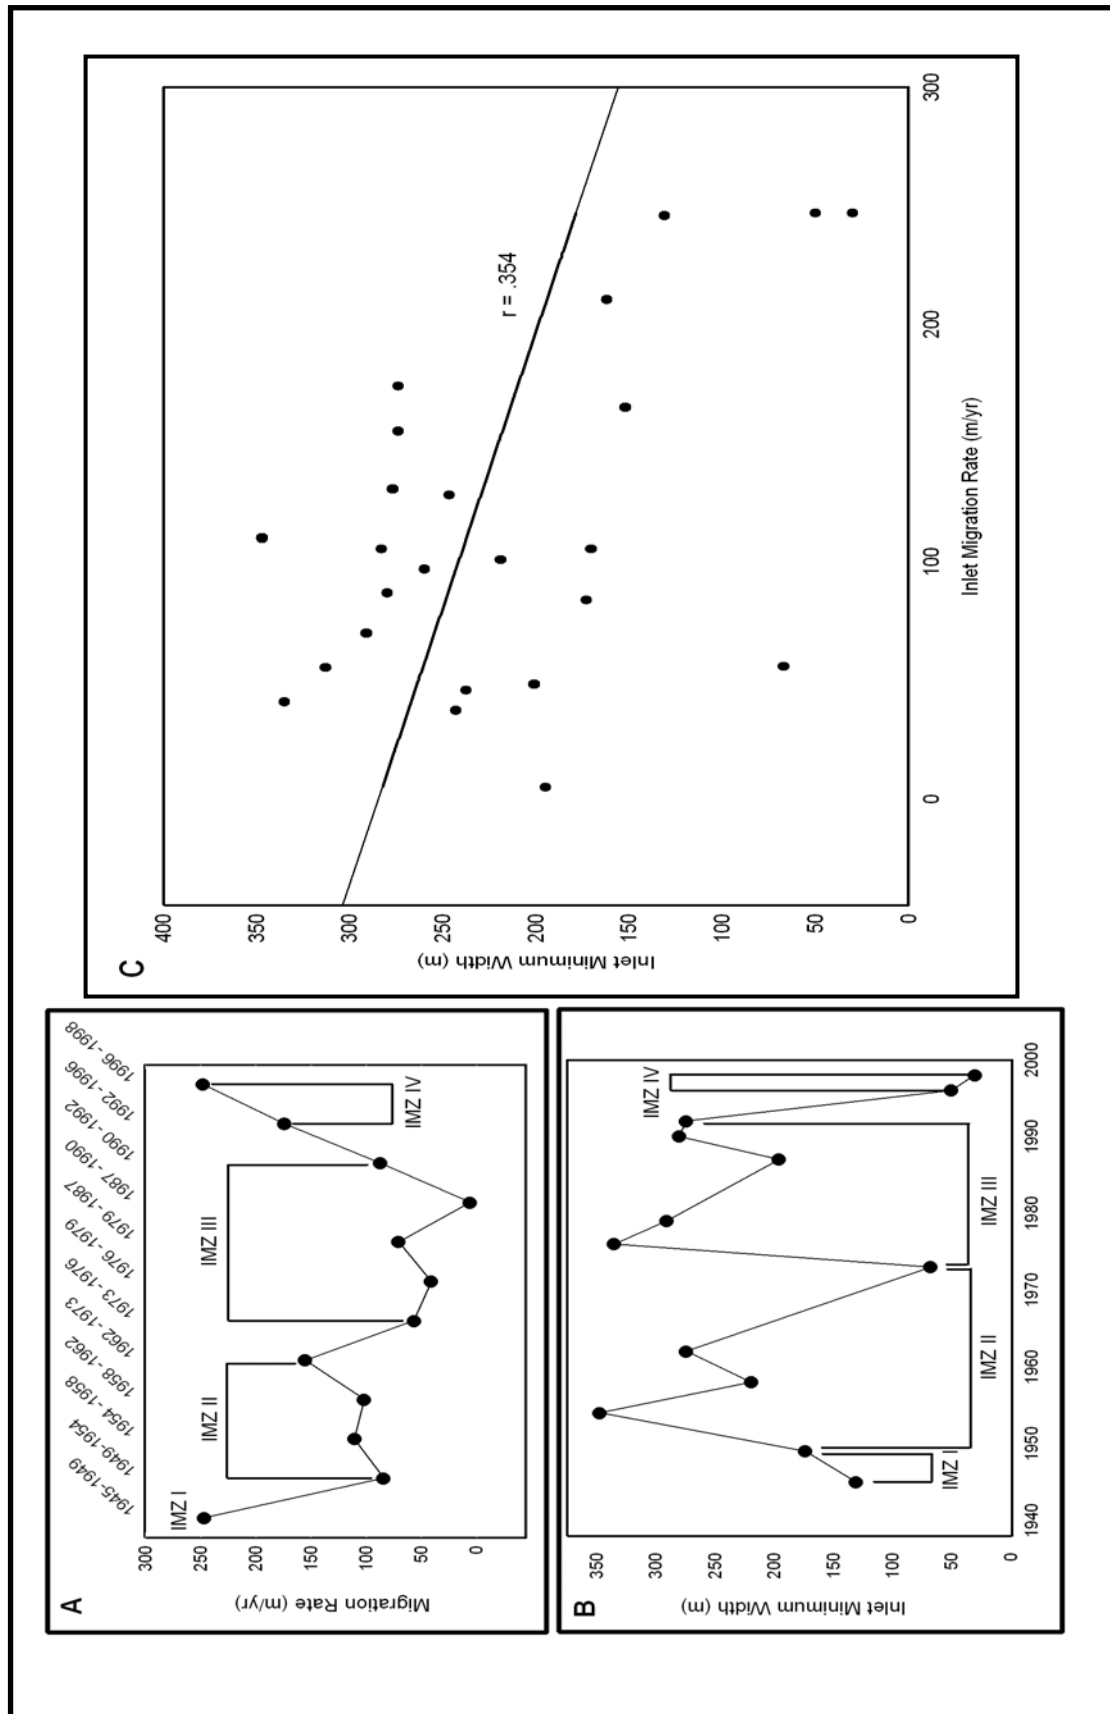 A
Migration Rate (m/yr)
300
250
200
150
100
50
0
1945-1949
1949-1954
1954-1958
1958-1962
1962-1973
1973-1976
1976-1979
1979-1987
1987-1990
1990-1992
1992-1996
1996-1998
IMZ I
IMZ II
IMZ III
IMZ IV
B
Inlet Minimum Width (m)
350
300
250
200
150
100
50
0
1940
1950
1960
1970
1980
1990
2000
IMZ I
IMZ II
IMZ III
IMZ IV
C
Inlet Minimum Width (m)
400
350
300
250
200
150
100
50
0
0
100
200
300
Inlet Migration Rate (m/yr)
r = .354